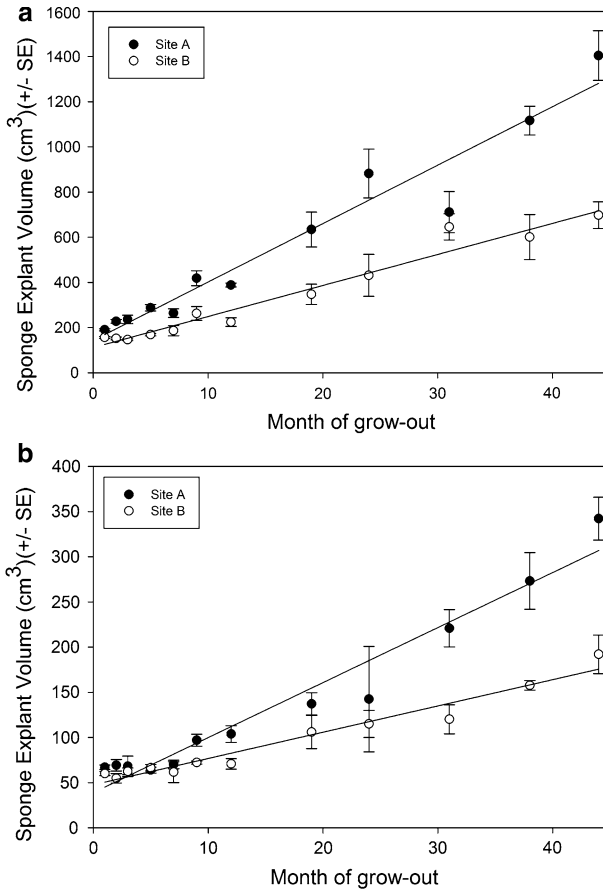 a
Site A
Site B
1600
1400
1200
1000
800
600
400
200
0
0 10 20 30 40
Sponge Explant Volume (cm3)(+/- SE)
Month of grow-out
b
Site A
Site B
400
350
300
250
200
150
100
50
0
0 10 20 30 40
Sponge Explant Volume (cm3)(+/- SE)
Month of grow-out